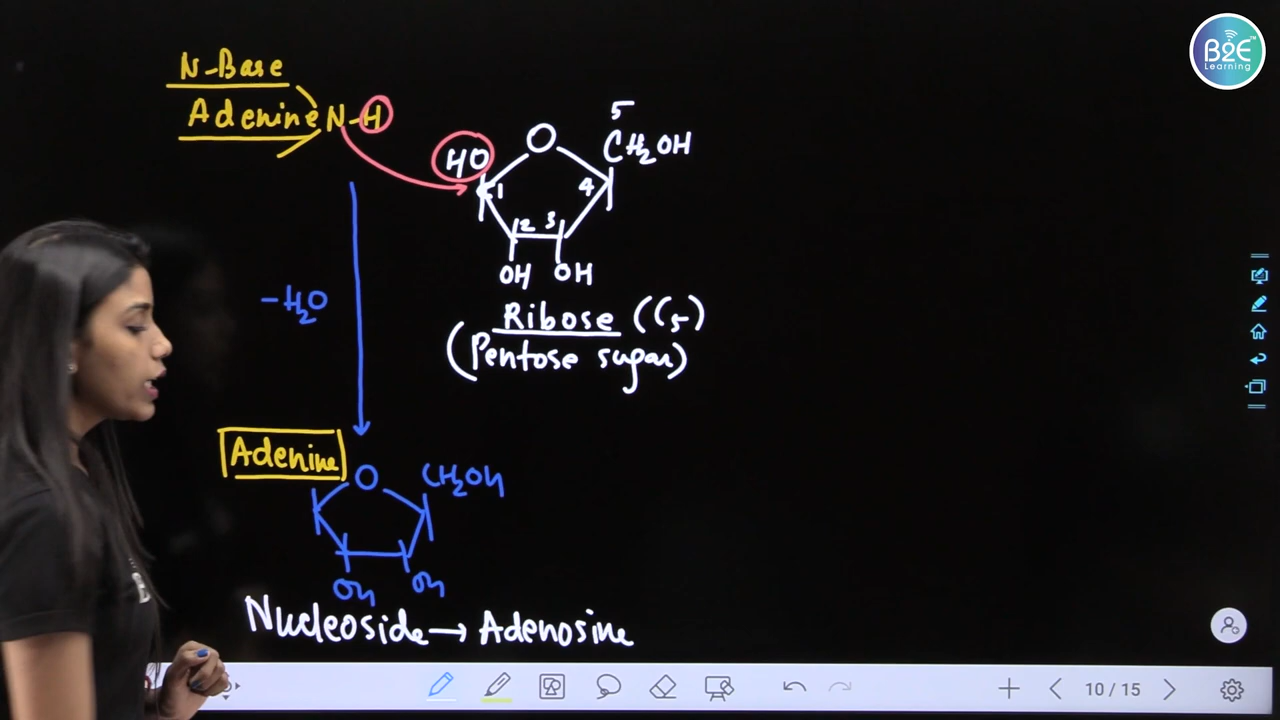 B2E
Learning
N-Base
Adenine N-H
HO
O
5
CH₂OH
1
4
2
3
OH
OH
Ribose (C₅)
(Pentose sugar)
-H₂O
Adenine
O
CH₂OH
OH
OH
Nucleoside → Adenosine
10 / 15